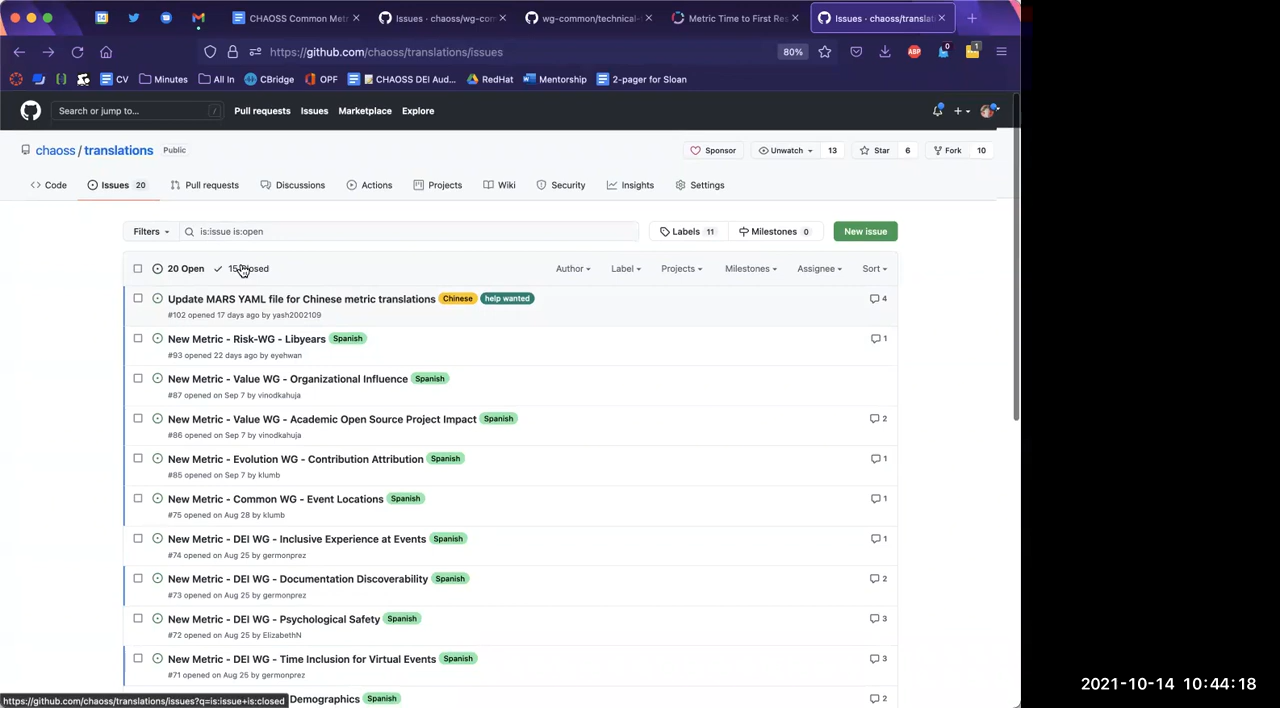 CHAOSS Common Met
Issues · chaoss/wg-com
wg-common/technical-
Metric Time to First Res
Issues · chaoss/translati
https://github.com/chaoss/translations/issues
80%
ABP
0
1
CV
Minutes
All In
CBridge
OPF
CHAOSS DEI Aud...
RedHat
Mentorship
2-pager for Sloan
Search or jump to...
/
Pull requests
Issues
Marketplace
Explore
chaoss / translations
Public
Sponsor
Unwatch
13
Star
6
Fork
10
Code
Issues 20
Pull requests
Discussions
Actions
Projects
Wiki
Security
Insights
Settings
Filters
is:issue is:open
Labels 11
Milestones 0
New issue
20 Open
Author
Label
Projects
Milestones
Assignee
Sort
Update MARS YAML file for Chinese metric translations Chinese help wanted
4
#102 opened 17 days ago by yash2002109
New Metric - Risk-WG - Libyears Spanish
1
#93 opened 22 days ago by eyehwan
New Metric - Value WG - Organizational Influence Spanish
#87 opened on Sep 7 by vinodkahuja
New Metric - Value WG - Academic Open Source Project Impact Spanish
2
#86 opened on Sep 7 by vinodkahuja
New Metric - Evolution WG - Contribution Attribution Spanish
1
#85 opened on Sep 7 by klumb
New Metric - Common WG - Event Locations Spanish
1
#75 opened on Aug 28 by klumb
New Metric - DEI WG - Inclusive Experience at Events Spanish
1
#74 opened on Aug 25 by germonprez
New Metric - DEI WG - Documentation Discoverability Spanish
2
#73 opened on Aug 25 by germonprez
New Metric - DEI WG - Psychological Safety Spanish
3
#72 opened on Aug 25 by ElizabethN
New Metric - DEI WG - Time Inclusion for Virtual Events Spanish
3
#71 opened on Aug 25 by germonprez
Demographics Spanish
2
https://github.com/chaoss/translations/issues?q=is:issue+is:closed
2021-10-14 10:44:18